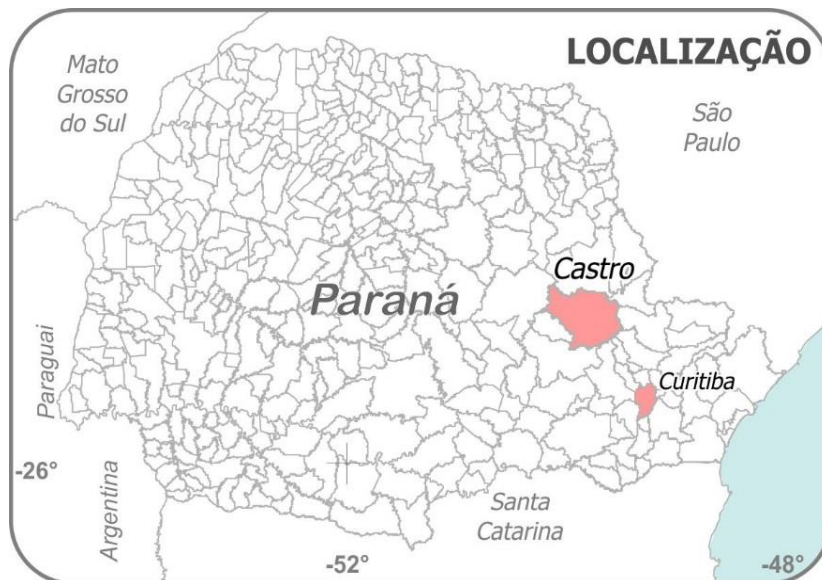 LOCALIZAÇÃO
Mato
Grosso
do Sul
São
Paulo
Castro
Paraná
Paraguai
Curitiba
-26°
Argentina
Santa
Catarina
-52°
-48°